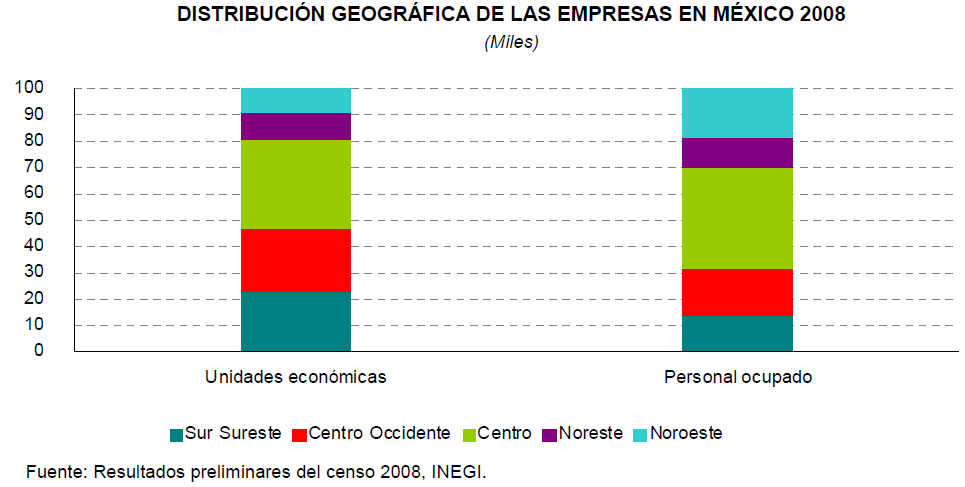 DISTRIBUCIÓN GEOGRÁFICA DE LAS EMPRESAS EN MÉXICO 2008
(Miles)
100
90
80
70
60
50
40
30
20
10
0
Unidades económicas Personal ocupado
Sur Sureste Centro Occidente Centro Noreste Noroeste
Fuente: Resultados preliminares del censo 2008, INEGI.